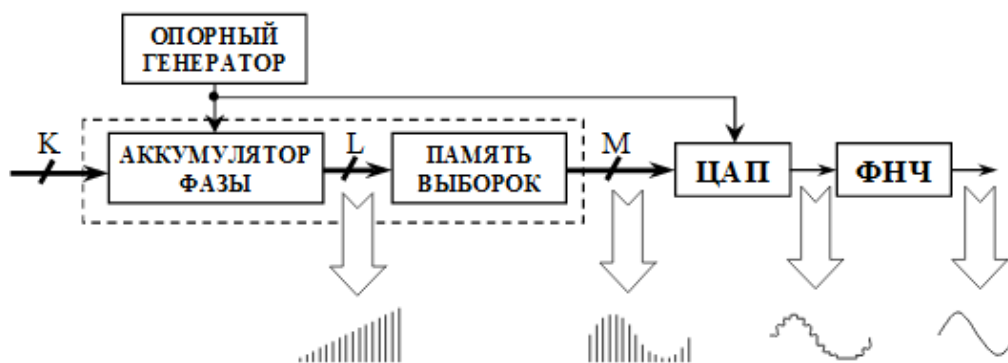 ОПОРНЫЙ
ГЕНЕРАТОР
K
АККУМУЛЯТОР
ФАЗЫ
L
ПАМЯТЬ
ВЫБОРОК
M
ЦАП
ФНЧ